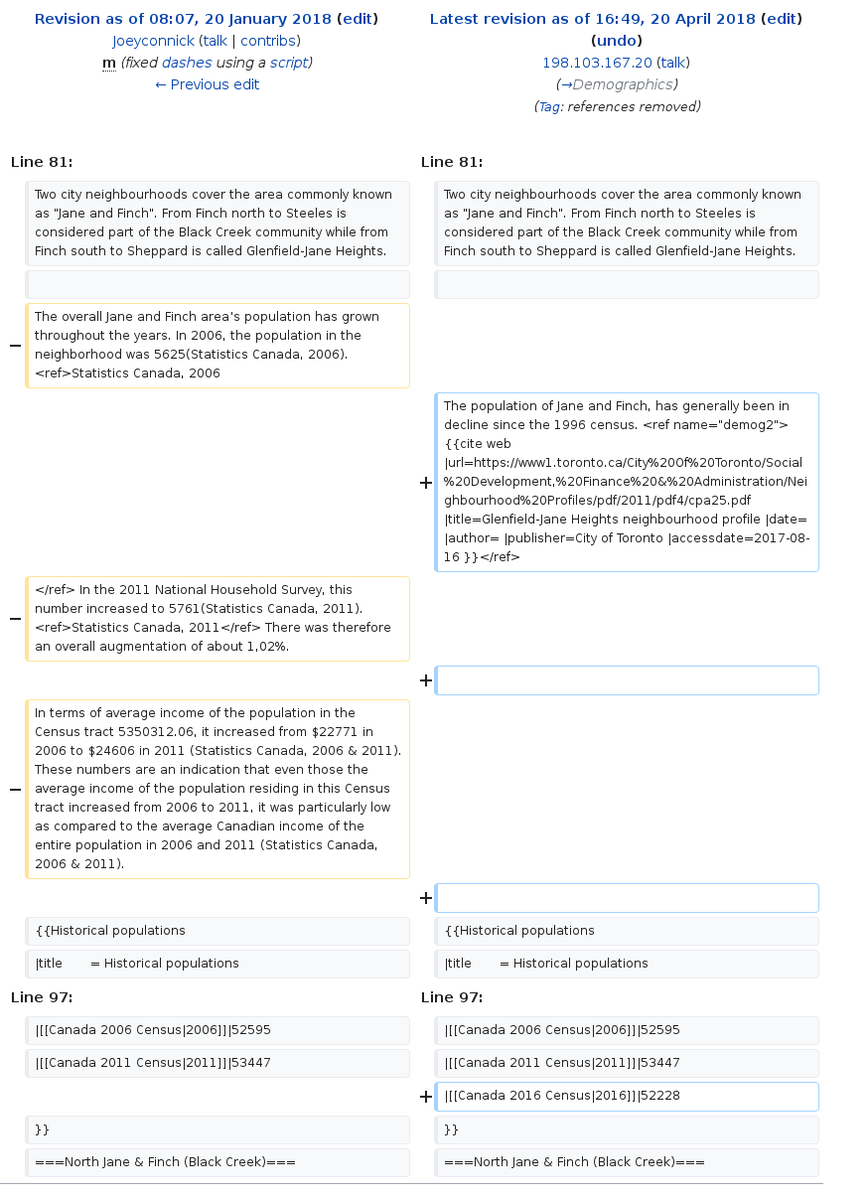 Revision as of 08:07, 20 January 2018 (edit)
Joeyconnick (talk | contribs)
m (fixed dashes using a script)
← Previous edit
Latest revision as of 16:49, 20 April 2018 (edit)
(undo)
198.103.167.20 (talk)
(→Demographics)
(Tag: references removed)
Line 81:
Line 81:
Two city neighbourhoods cover the area commonly known
as "Jane and Finch". From Finch north to Steeles is
considered part of the Black Creek community while from
Finch south to Sheppard is called Glenfield-Jane Heights.
Two city neighbourhoods cover the area commonly known
as "Jane and Finch". From Finch north to Steeles is
considered part of the Black Creek community while from
Finch south to Sheppard is called Glenfield-Jane Heights.
−
The overall Jane and Finch area's population has grown
throughout the years. In 2006, the population in the
neighborhood was 5625(Statistics Canada, 2006).
<ref>Statistics Canada, 2006
+
The population of Jane and Finch, has generally been in
decline since the 1996 census. <ref name="demog2">
{{cite web
|url=https://www1.toronto.ca/City%20Of%20Toronto/Social
%20Development,%20Finance%20&%20Administration/Nei
ghbourhood%20Profiles/pdf/2011/pdf4/cpa25.pdf
|title=Glenfield-Jane Heights neighbourhood profile |date=
|author= |publisher=City of Toronto |accessdate=2017-08-
16 }}</ref>
−
</ref> In the 2011 National Household Survey, this
number increased to 5761(Statistics Canada, 2011).
<ref>Statistics Canada, 2011</ref> There was therefore
an overall augmentation of about 1,02%.
+
−
In terms of average income of the population in the
Census tract 5350312.06, it increased from $22771 in
2006 to $24606 in 2011 (Statistics Canada, 2006 & 2011).
These numbers are an indication that even those the
average income of the population residing in this Census
tract increased from 2006 to 2011, it was particularly low
as compared to the average Canadian income of the
entire population in 2006 and 2011 (Statistics Canada,
2006 & 2011).
+
{{Historical populations
{{Historical populations
|title = Historical populations
|title = Historical populations
Line 97:
Line 97:
|[[Canada 2006 Census|2006]]|52595
|[[Canada 2006 Census|2006]]|52595
|[[Canada 2011 Census|2011]]|53447
|[[Canada 2011 Census|2011]]|53447
+
|[[Canada 2016 Census|2016]]|52228
}}
}}
===North Jane & Finch (Black Creek)===
===North Jane & Finch (Black Creek)===